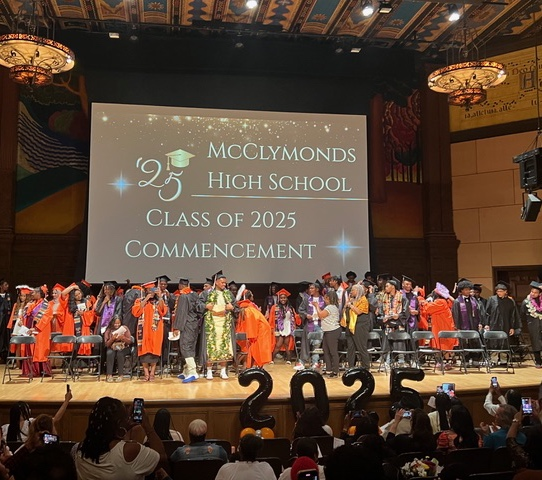 '25
McClymonds
High School
Class of 2025
Commencement
2025